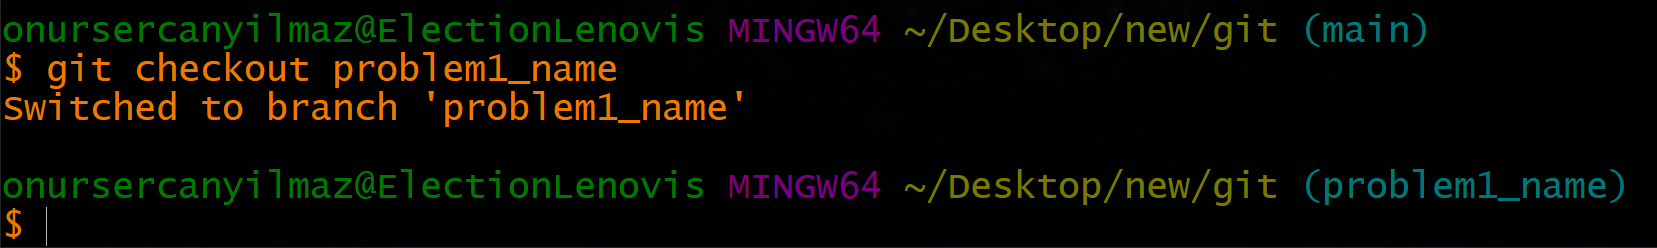 onursercanyilmaz@ElectionLenovis MINGW64 ~/Desktop/new/git (main)
$ git checkout problem1_name
Switched to branch 'problem1_name'
onursercanyilmaz@ElectionLenovis MINGW64 ~/Desktop/new/git (problem1_name)
$